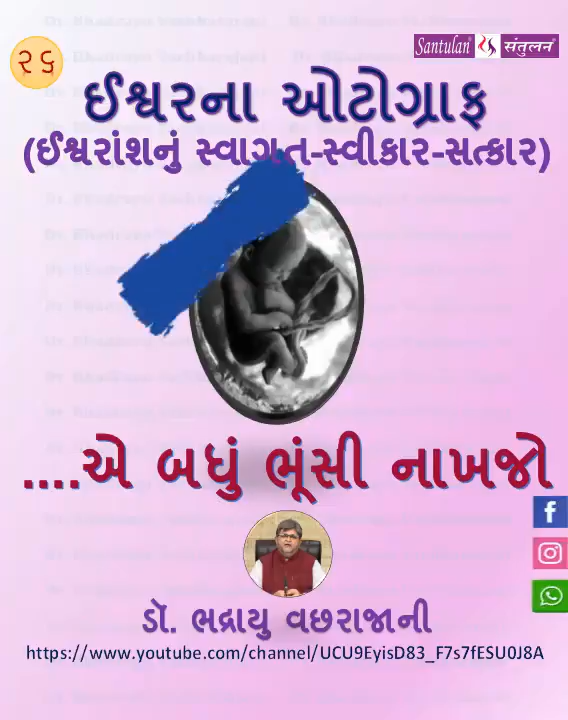 Santulan સંતુલન
૨૬
ઈશ્વરના ઓટોગ્રાફ
(ઈશ્વરાંશનું સ્વાગત-સ્વીકાર-સત્કાર)
....એ બધું ભૂંસી નાખજો
ડૉ. ભદ્રાયુ વછરાજાની
https://www.youtube.com/channel/UCU9EyisD83_F7s7fESU0J8A